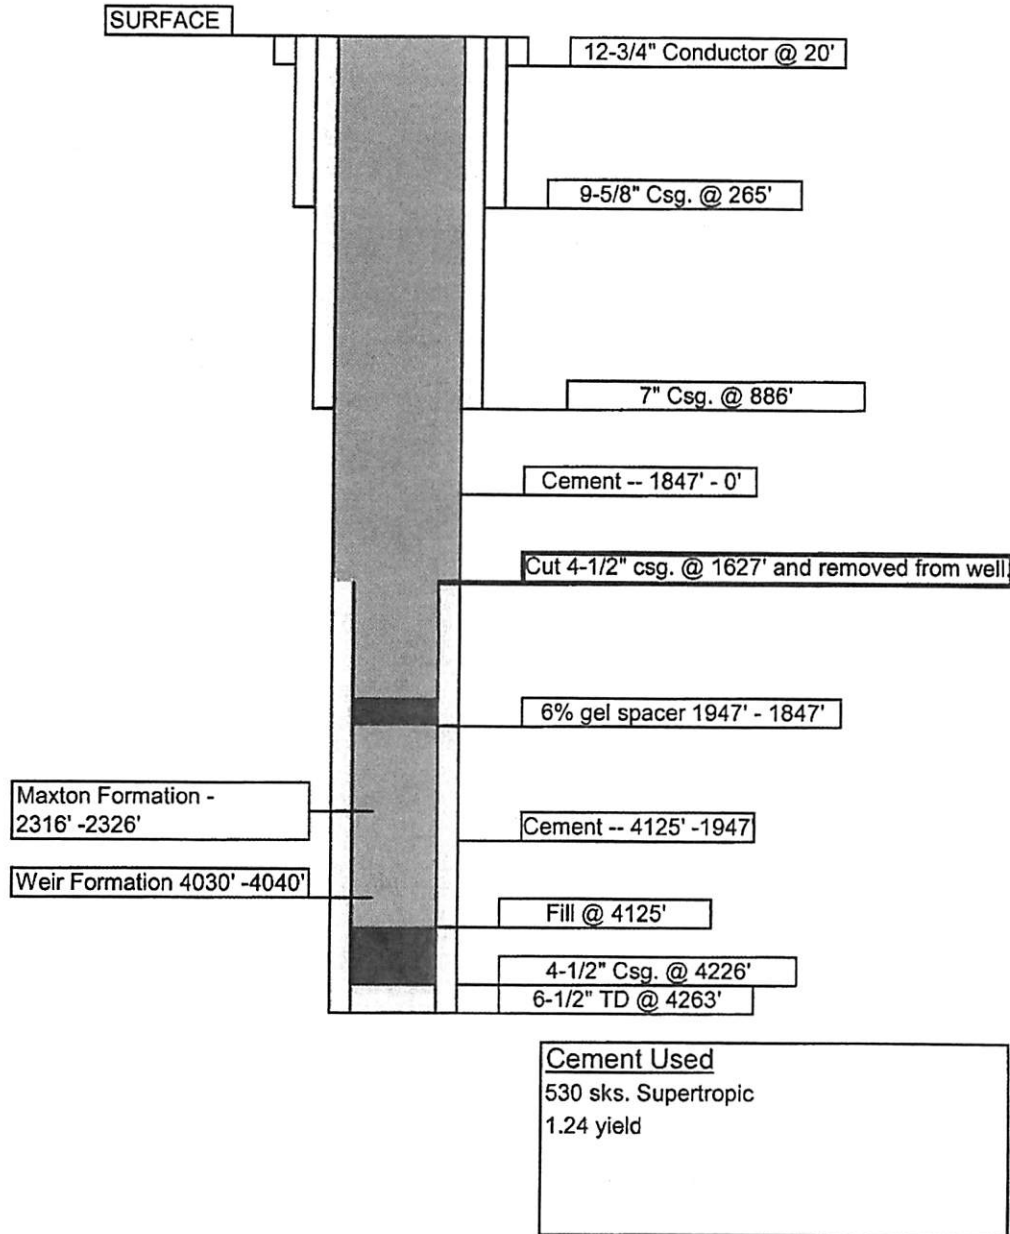 SURFACE
12-3/4" Conductor @ 20'
9-5/8" Csg. @ 265'
7" Csg. @ 886'
Cement -- 1847' - 0'
Cut 4-1/2" csg. @ 1627' and removed from well.
6% gel spacer 1947' - 1847'
Maxton Formation -
2316' -2326'
Cement -- 4125' -1947
Weir Formation 4030' -4040'
Fill @ 4125'
4-1/2" Csg. @ 4226'
6-1/2" TD @ 4263'
Cement Used
530 sks. Supertropic
1.24 yield